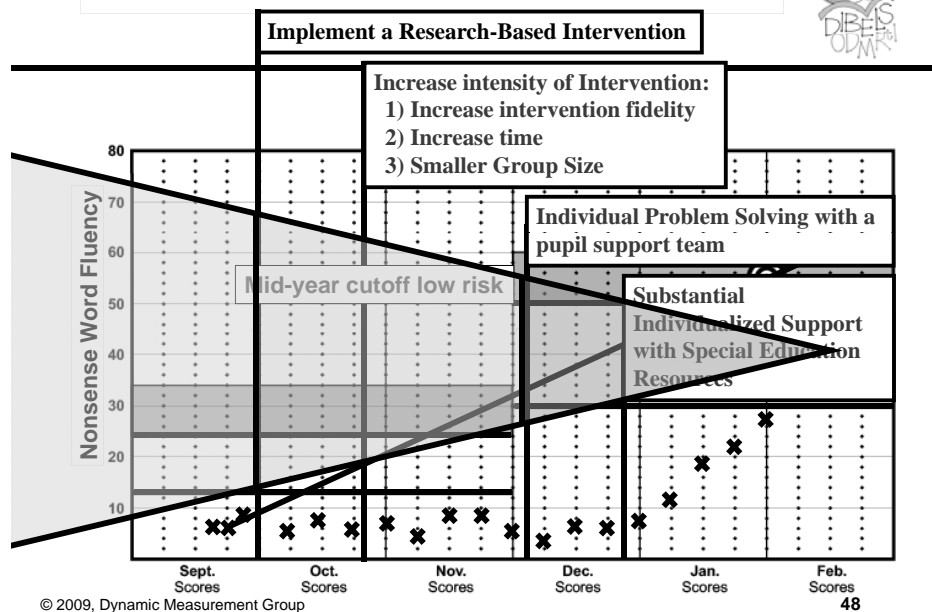 Implement a Research-Based Intervention
DIBELS
Increase intensity of Intervention:
1) Increase intervention fidelity
2) Increase time
3) Smaller Group Size
Individual Problem Solving with a
pupil support team
Mid-year cutoff low risk
Substantial
Individualized Support
with Special Education
Resources
Nonsense Word Fluency
80
70
60
50
40
30
20
10
Sept.
Scores
Oct.
Scores
Nov.
Scores
Dec.
Scores
Jan.
Scores
Feb.
Scores
© 2009, Dynamic Measurement Group
48